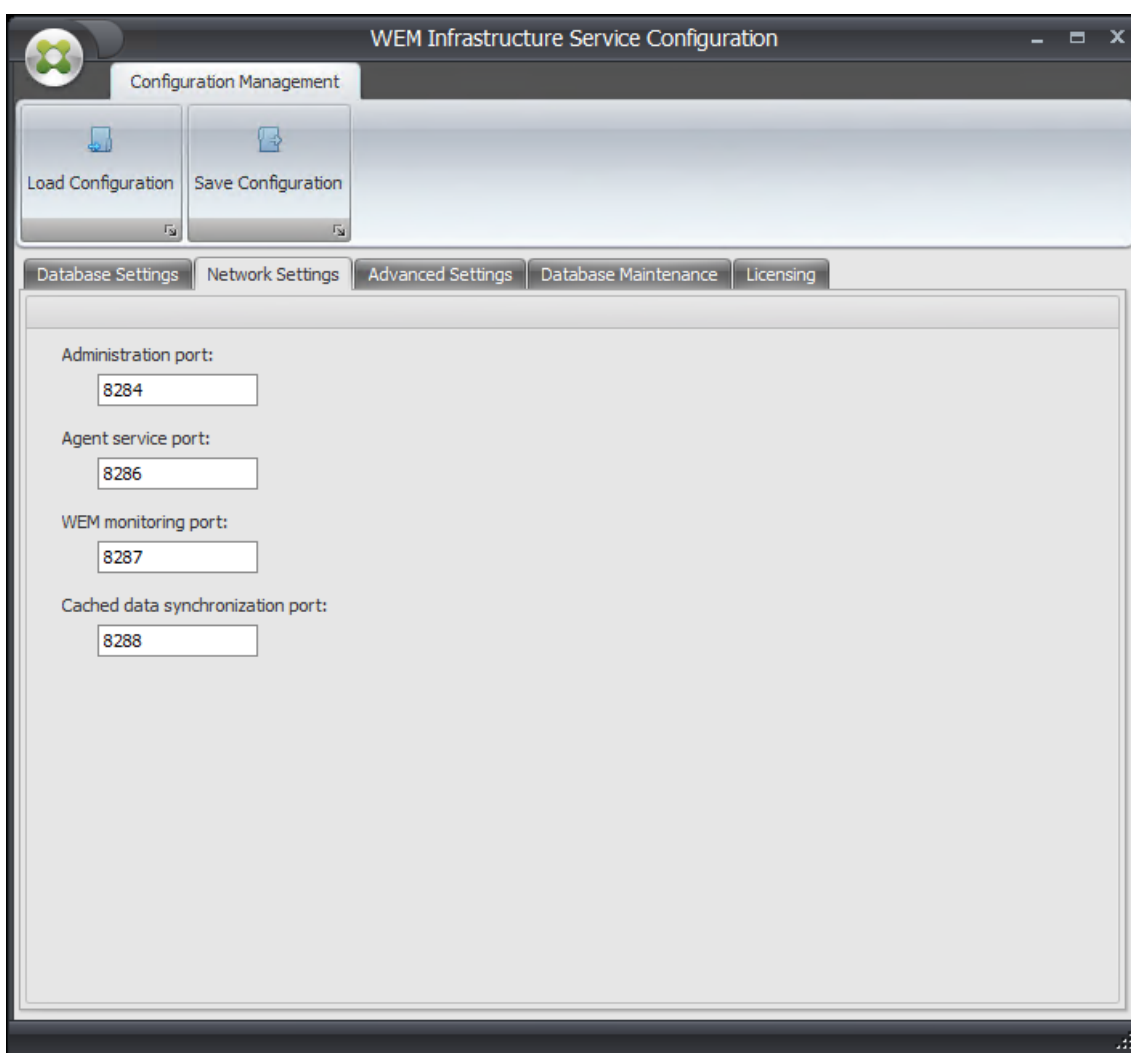 WEM Infrastructure Service Configuration
Configuration Management
Load Configuration
Save Configuration
Database Settings
Network Settings
Advanced Settings
Database Maintenance
Licensing
Administration port:
8284
Agent service port:
8286
WEM monitoring port:
8287
Cached data synchronization port:
8288